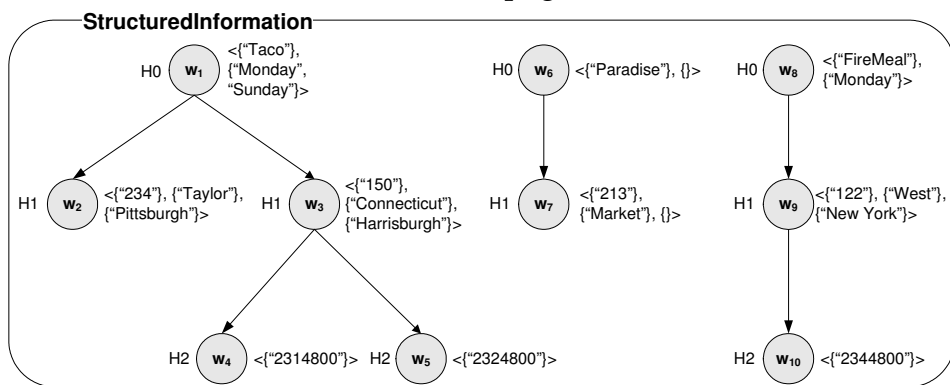 StructuredInformation
H0 w1 <{“Taco”},
{“Monday”,
“Sunday”}>
H0 w6 <{“Paradise”}, {}>
H0 w8 <{“FireMeal”},
{“Monday”}>
H1 w2 <{“234”}, {“Taylor”},
{“Pittsburgh”}>
H1 w3 <{“150”},
{“Connecticut”},
{“Harrisburgh”}>
H1 w7 <{“213”},
{“Market”}, {}>
H1 w9 <{“122”}, {“West”},
{“New York”}>
H2 w4 <{“2314800”}>
H2 w5 <{“2324800”}>
H2 w10 <{“2344800”}>